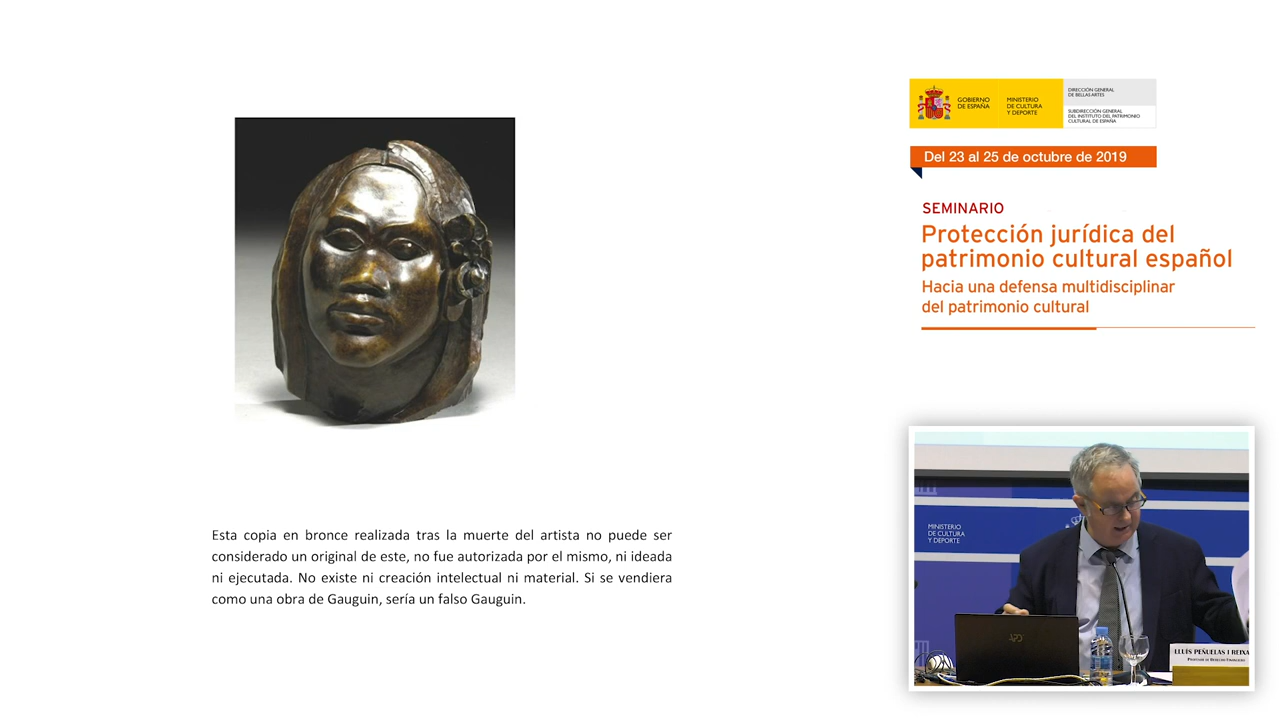 GOBIERNO
DE ESPAÑA
MINISTERIO
DE CULTURA
Y DEPORTE
DIRECCIÓN GENERAL
DE BELLAS ARTES
SUBDIRECCIÓN GENERAL
DEL INSTITUTO DEL PATRIMONIO
CULTURAL DE ESPAÑA
Del 23 al 25 de octubre de 2019
SEMINARIO
Protección jurídica del
patrimonio cultural español
Hacia una defensa multidisciplinar
del patrimonio cultural
Esta copia en bronce realizada tras la muerte del artista no puede ser
considerado un original de este, no fue autorizada por el mismo, ni ideada
ni ejecutada. No existe ni creación intelectual ni material. Si se vendiera
como una obra de Gauguin, sería un falso Gauguin.
MINISTERIO
DE CULTURA
Y DEPORTE
LLUÍS PEÑUELAS I REIXA
PROFESOR DE DERECHO FINANCIERO